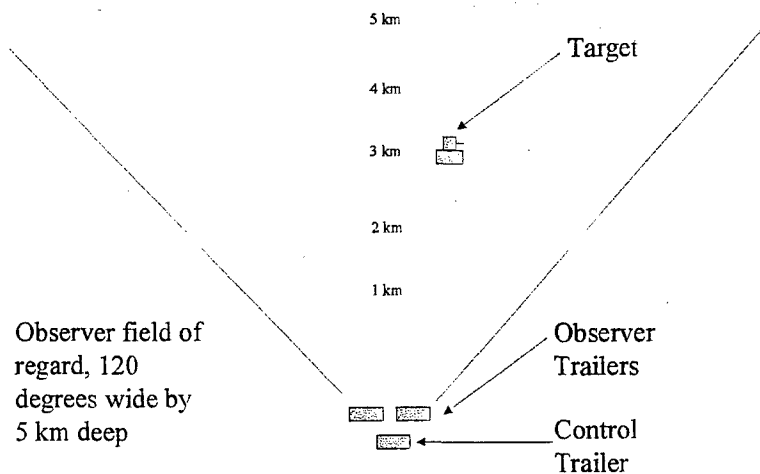 5 km
Target
4 km
3 km
2 km
1 km
Observer field of
regard, 120
degrees wide by
5 km deep
Observer
Trailers
Control
Trailer